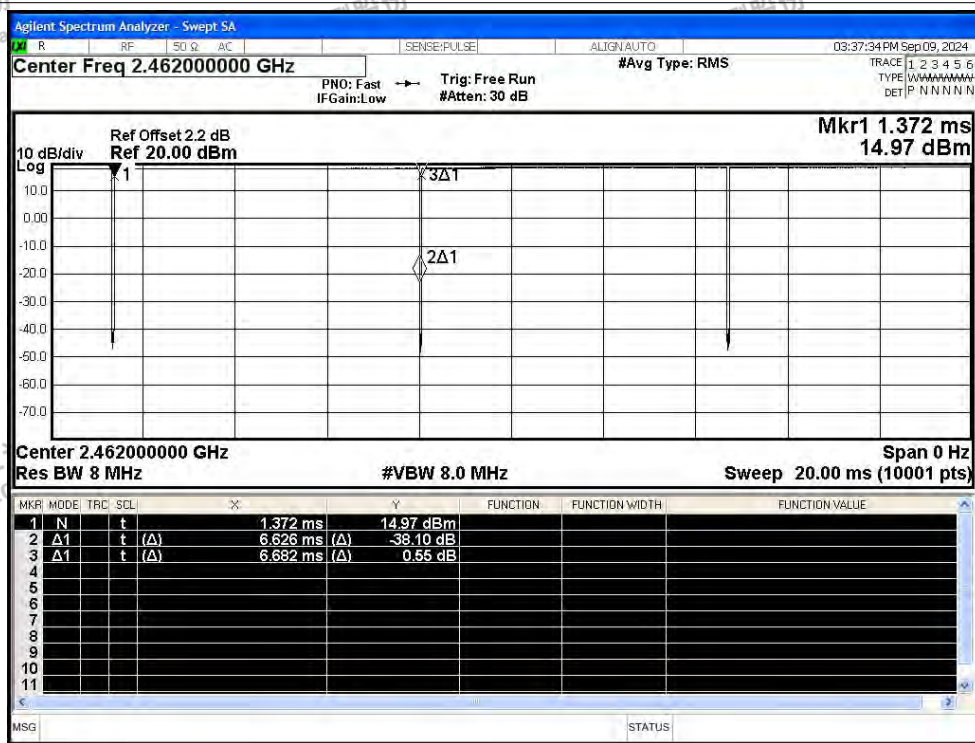 Agilent Spectrum Analyzer - Swept SA
R RF 50 Ω AC SENSE:PULSE ALIGN AUTO 03:37:34 PM Sep 09, 2024
Center Freq 2.462000000 GHz
PNO: Fast
IFGain:Low
Trig: Free Run
#Atten: 30 dB
#Avg Type: RMS
TRACE 1 2 3 4 5 6
TYPE
DET P N N N N N
Mkr1 1.372 ms
14.97 dBm
Ref Offset 2.2 dB
10 dB/div Ref 20.00 dBm
Log
1
3Δ1
2Δ1
10.0
0.00
-10.0
-20.0
-30.0
-40.0
-50.0
-60.0
-70.0
Center 2.462000000 GHz Span 0 Hz
Res BW 8 MHz #VBW 8.0 MHz Sweep 20.00 ms (10001 pts)
MKR MODE TRC SCL X Y FUNCTION FUNCTION WIDTH FUNCTION VALUE
1 N t 1.372 ms 14.97 dBm
2 Δ1 t (Δ) 6.626 ms (Δ) -38.10 dB
3 Δ1 t (Δ) 6.682 ms (Δ) 0.55 dB
4
5
6
7
8
9
10
11
MSG STATUS